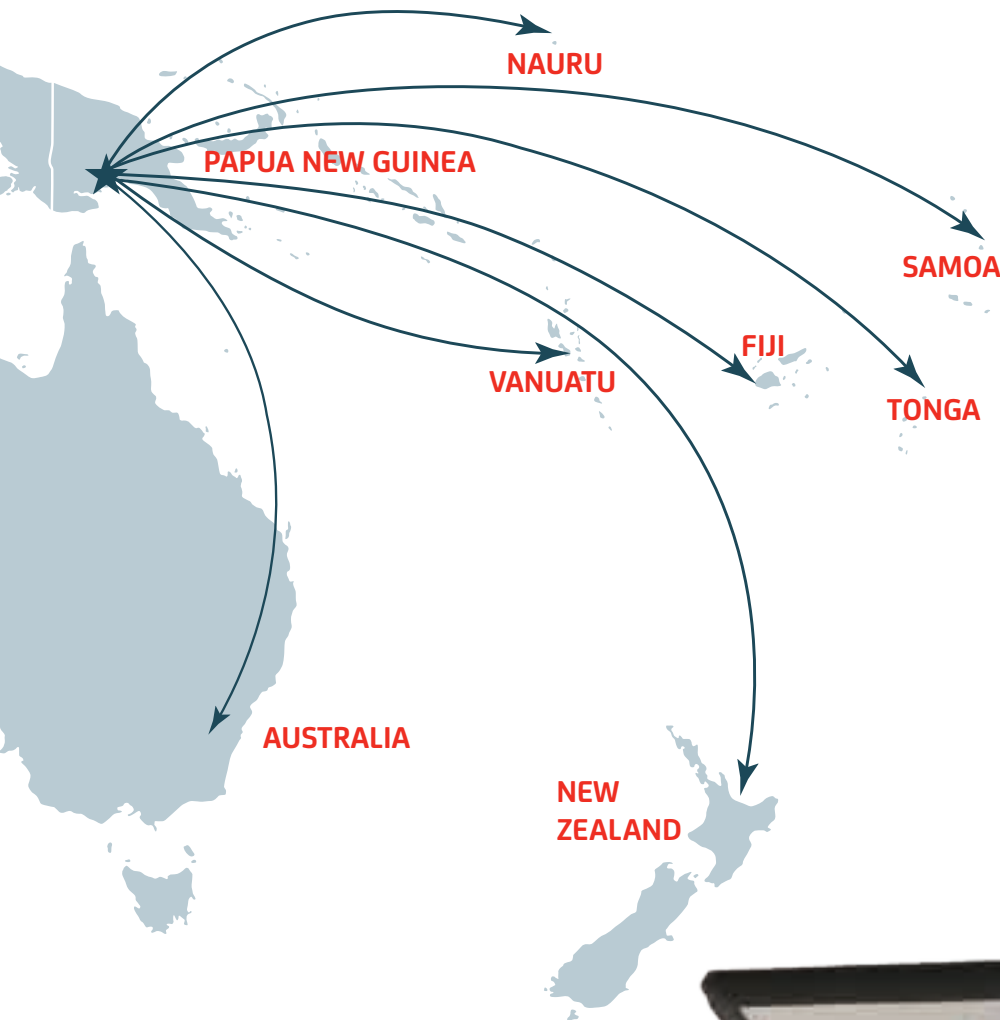 NAURU
PAPUA NEW GUINEA
SAMOA
FIJI
VANUATU
TONGA
AUSTRALIA
NEW
ZEALAND